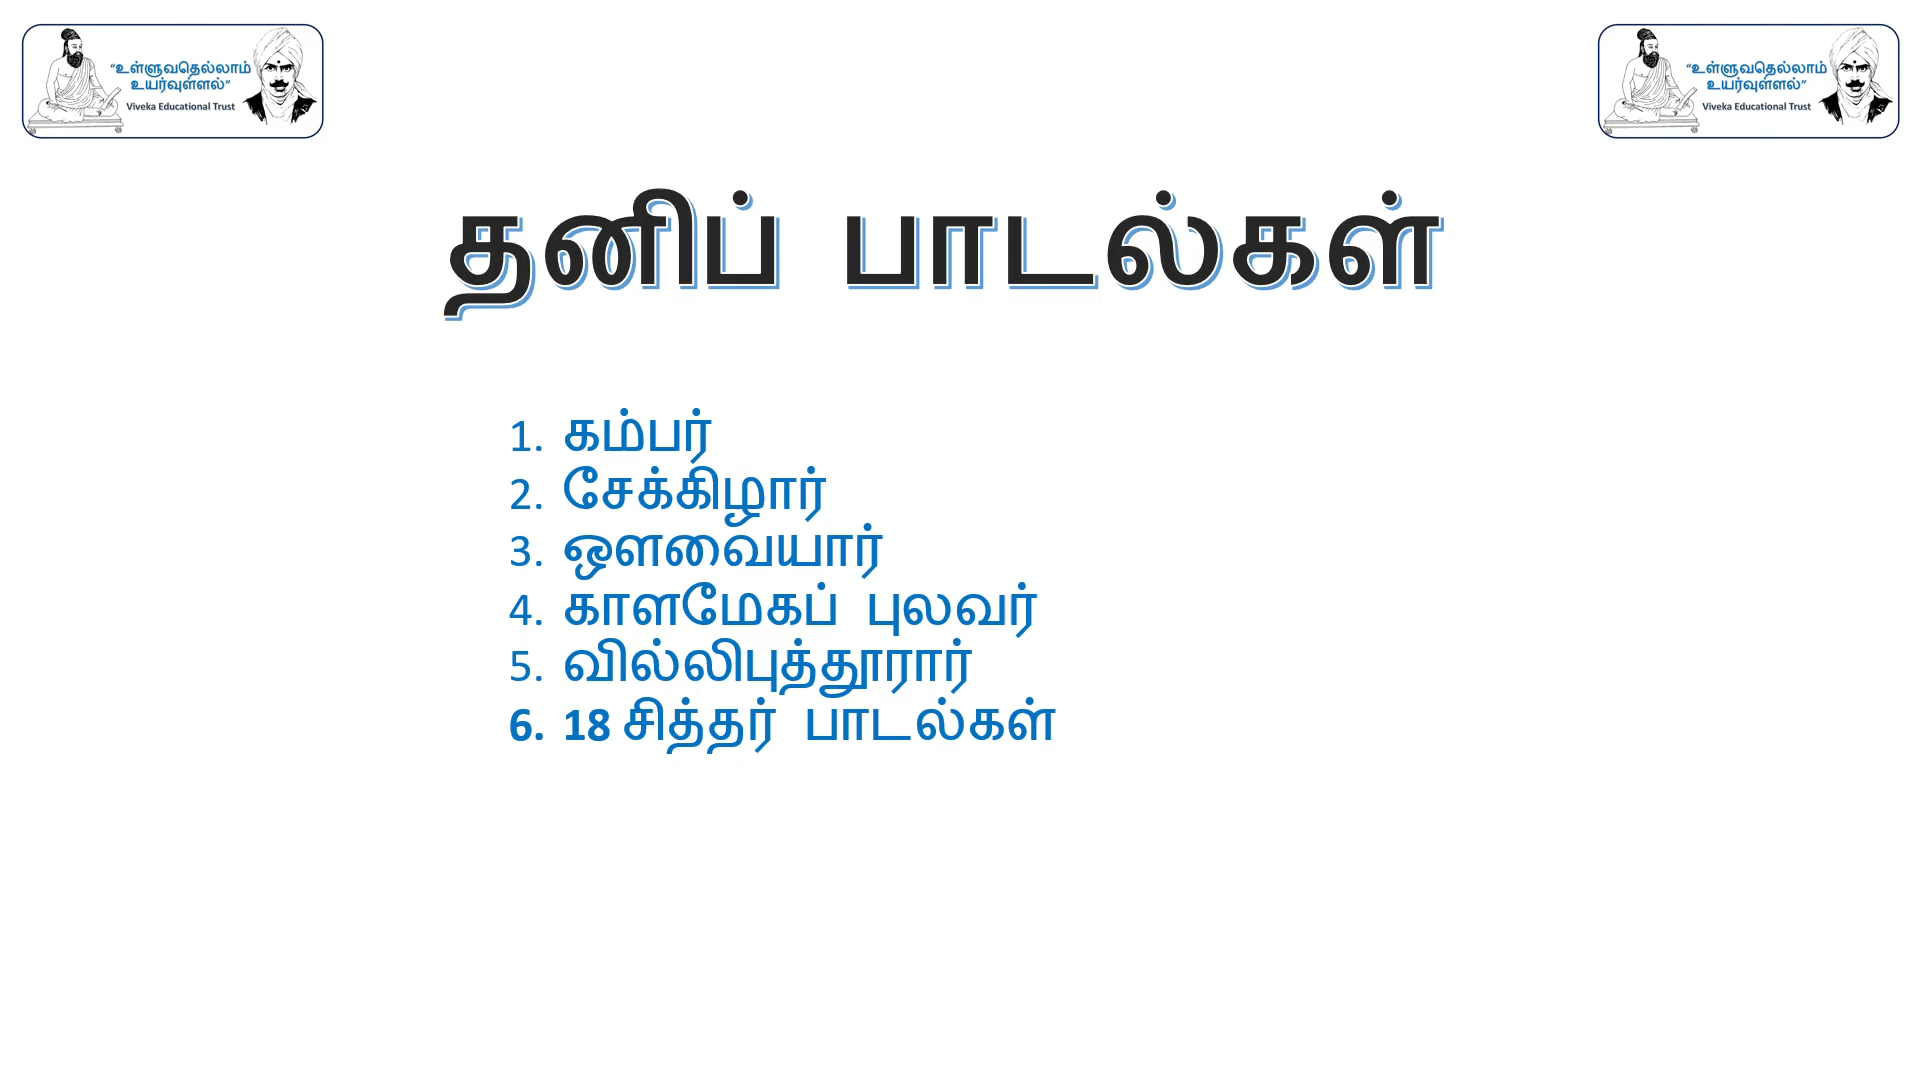 “உள்ளுவதெல்லாம்
உயர்வுள்ளல்”
Viveka Educational Trust
“உள்ளுவதெல்லாம்
உயர்வுள்ளல்”
Viveka Educational Trust
தனிப் பாடல்கள்
1. கம்பர்
2. சேக்கிழார்
3. ஔவையார்
4. காளமேகப் புலவர்
5. வில்லிபுத்தூரார்
6. 18 சித்தர் பாடல்கள்